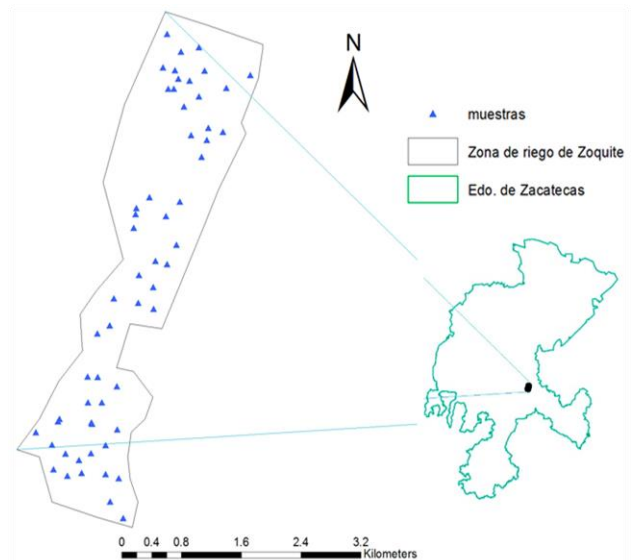 N
muestras
Zona de riego de Zoquite
Edo. de Zacatecas
0 0.4 0.8 1.6 2.4 3.2
Kilometers